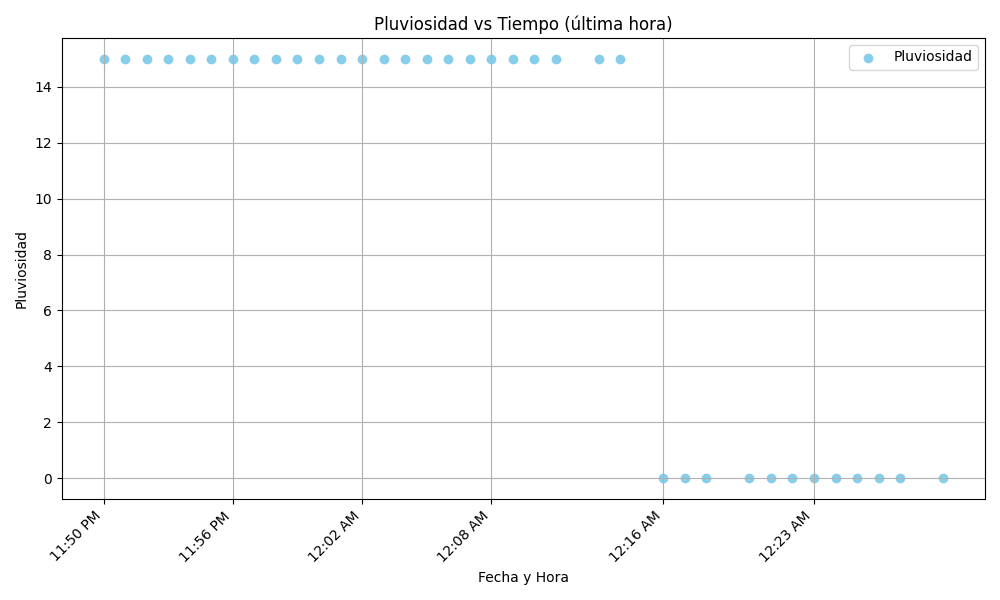 Pluviosidad vs Tiempo (última hora)
Pluviosidad
14
12
10
8
6
4
2
0
Pluviosidad
11:50 PM
11:56 PM
12:02 AM
12:08 AM
12:16 AM
12:23 AM
Fecha y Hora